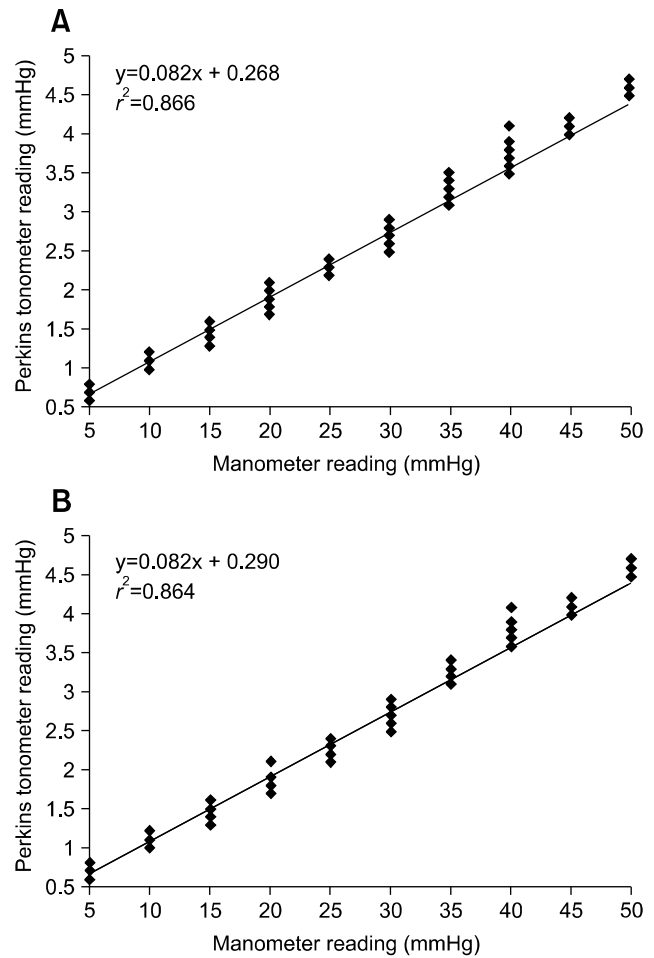 A
y=0.082x + 0.268
r²=0.866
Perkins tonometer reading (mmHg)
5
4.5
4
3.5
3
2.5
2
1.5
1
0.5
5 10 15 20 25 30 35 40 45 50
Manometer reading (mmHg)
B
y=0.082x + 0.290
r²=0.864
Perkins tonometer reading (mmHg)
5
4.5
4
3.5
3
2.5
2
1.5
1
0.5
5 10 15 20 25 30 35 40 45 50
Manometer reading (mmHg)